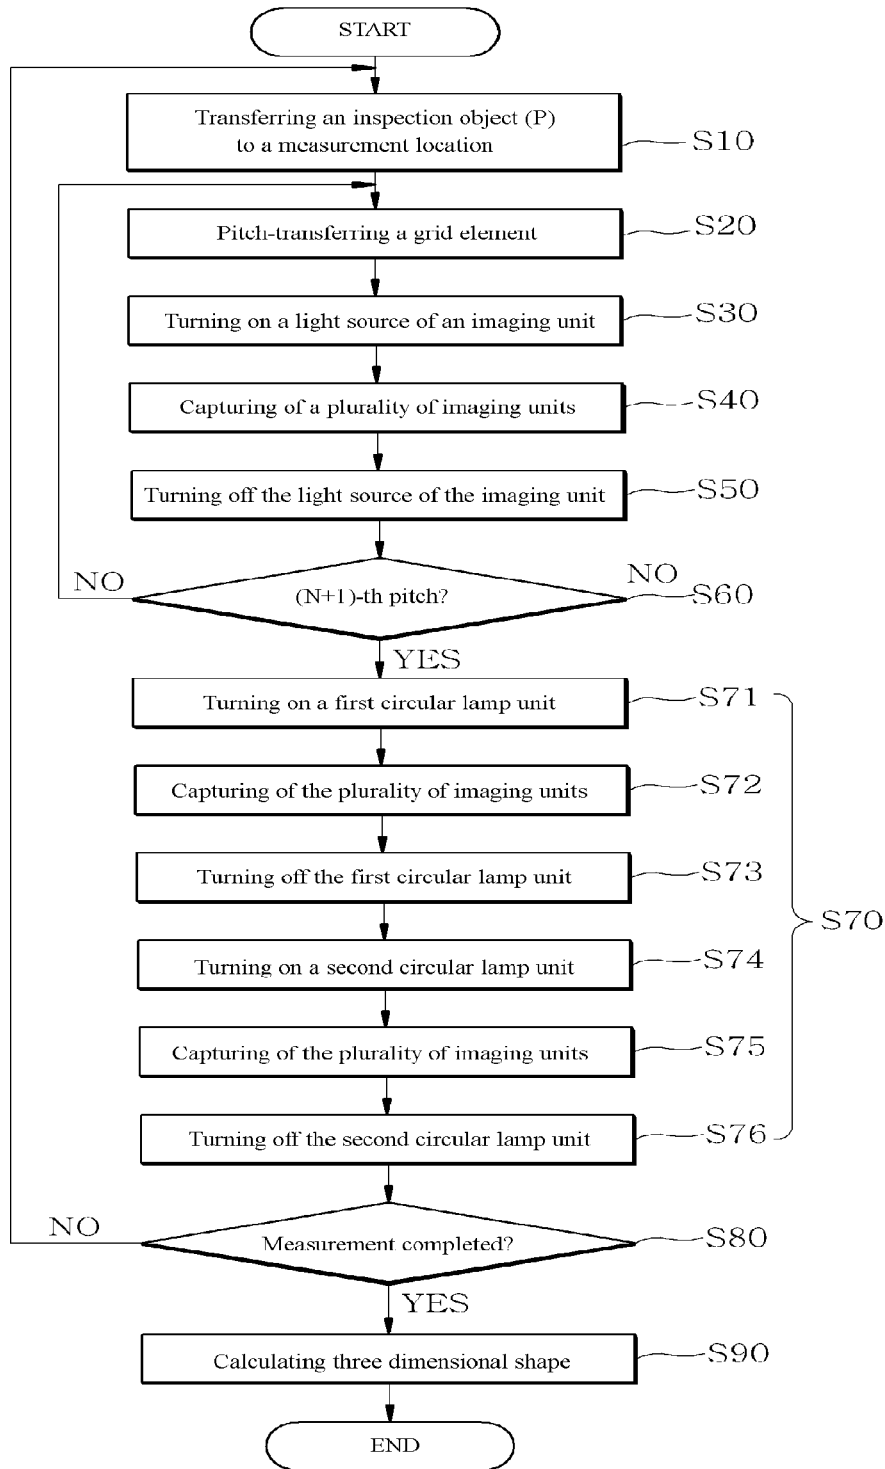 START
Transferring an inspection object (P)
to a measurement location
S10
Pitch-transferring a grid element
S20
Turning on a light source of an imaging unit
S30
Capturing of a plurality of imaging units
S40
Turning off the light source of the imaging unit
S50
NO
(N+1)-th pitch?
NO
S60
YES
Turning on a first circular lamp unit
S71
Capturing of the plurality of imaging units
S72
Turning off the first circular lamp unit
S73
S70
Turning on a second circular lamp unit
S74
Capturing of the plurality of imaging units
S75
Turning off the second circular lamp unit
S76
NO
Measurement completed?
S80
YES
Calculating three dimensional shape
S90
END